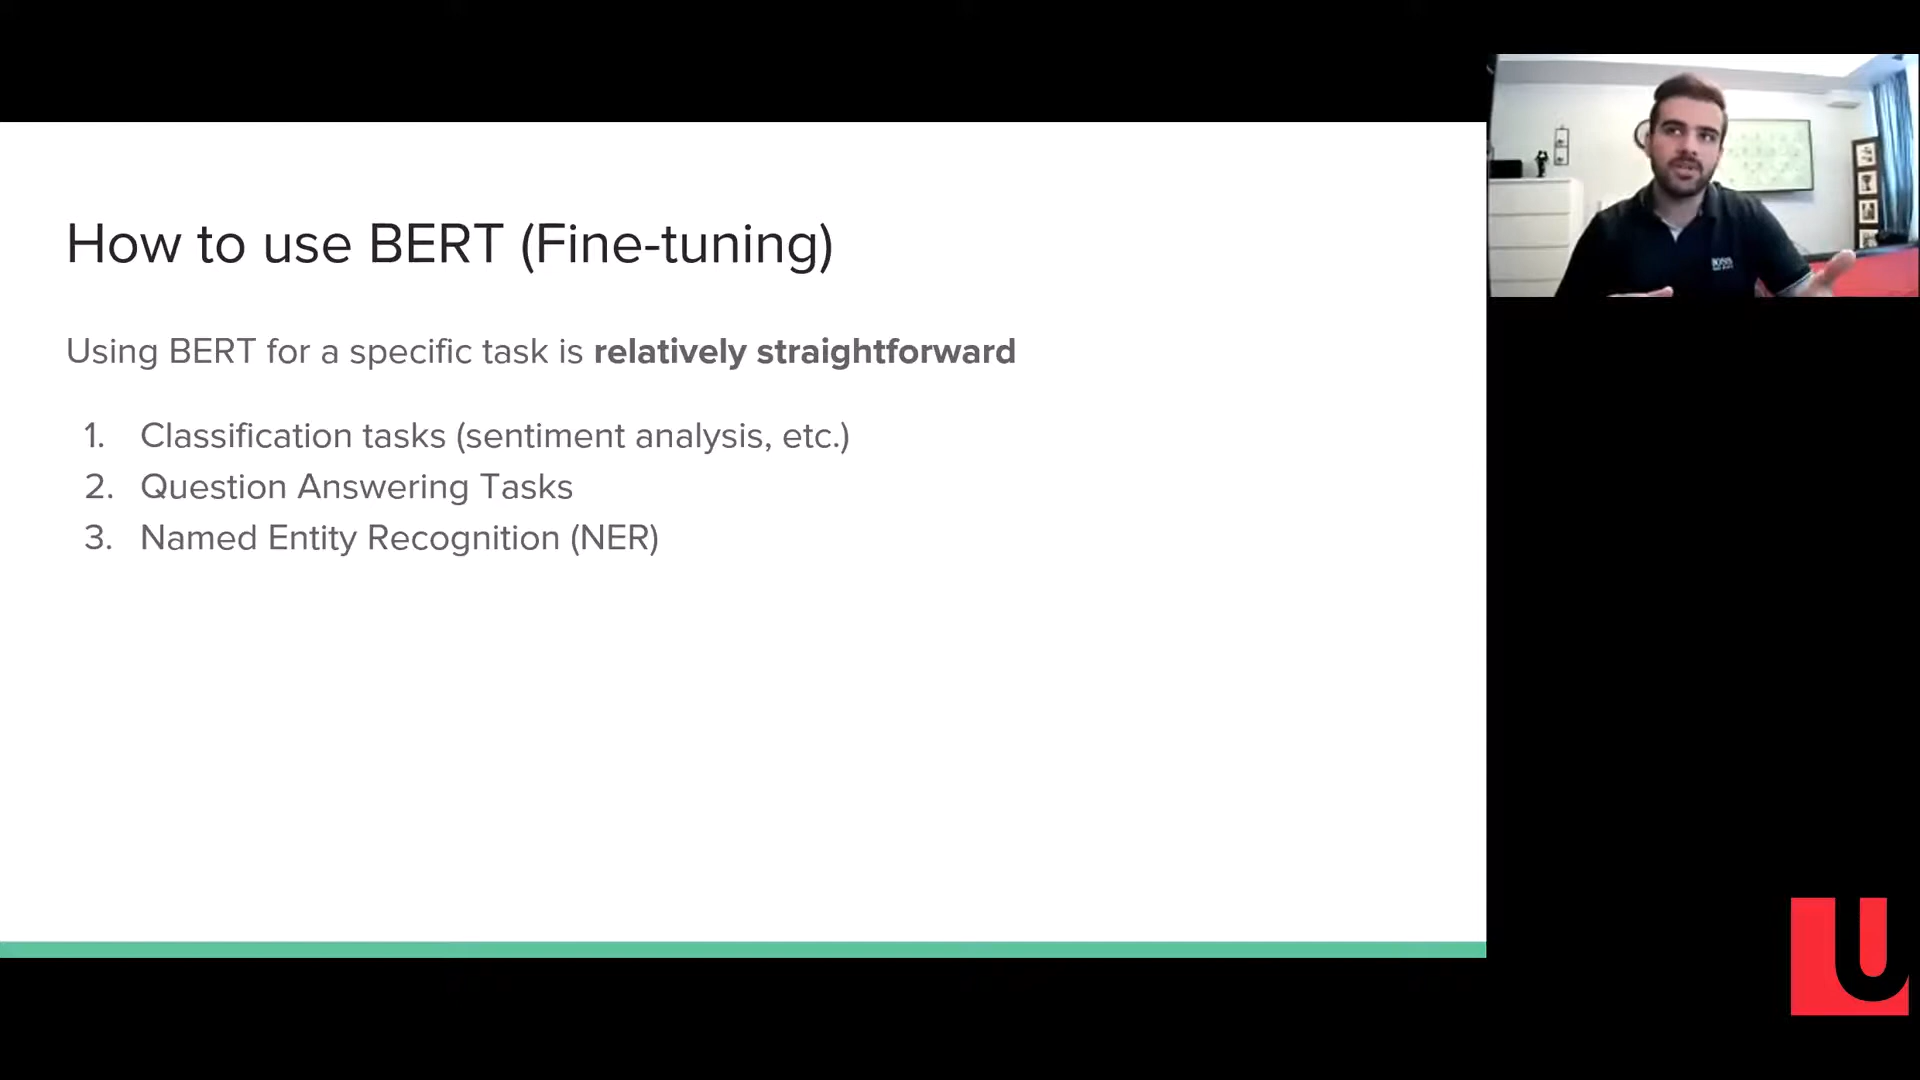 How to use BERT (Fine-tuning)
Using BERT for a specific task is relatively straightforward
1. Classification tasks (sentiment analysis, etc.)
2. Question Answering Tasks
3. Named Entity Recognition (NER)
BOSS
U